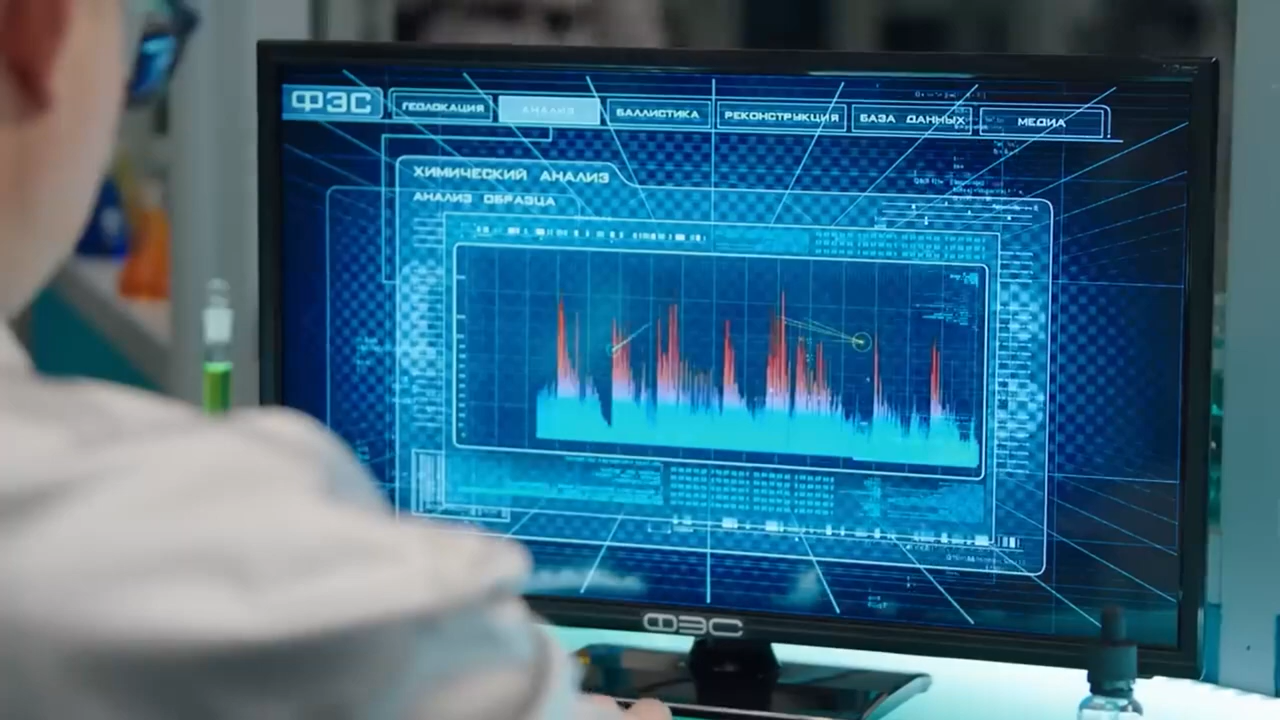 ФЭС
ГЕОЛОКАЦИЯ
АНАЛИЗ
БАЛЛИСТИКА
РЕКОНСТРУКЦИЯ
БАЗА ДАННЫХ
МЕДИА
ХИМИЧЕСКИЙ АНАЛИЗ
АНАЛИЗ ОБРАЗЦА
ФЭС